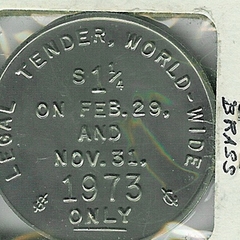 LEGAL TENDER, WORLD-WIDE
S 1¼
ON FEB. 29.
AND
NOV. 31.
1973
ONLY
BRASS